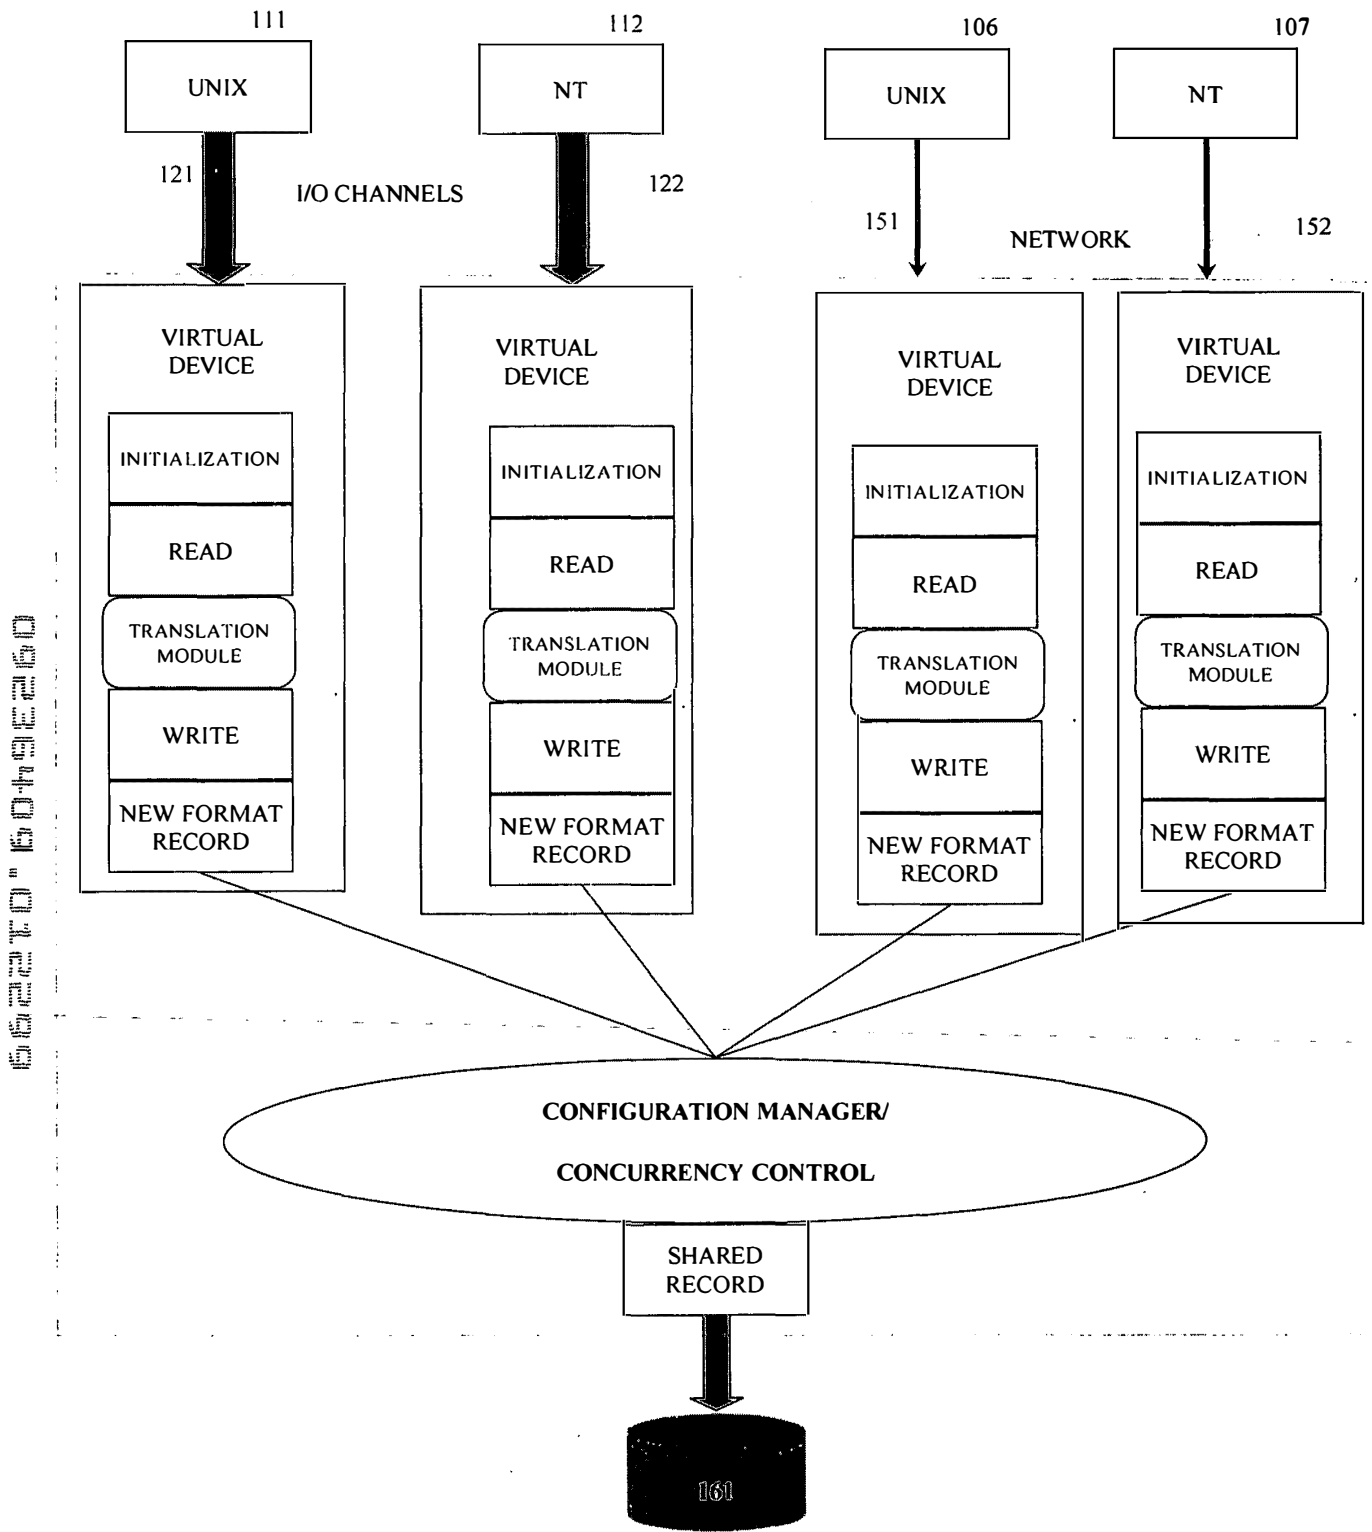 111
112
106
107
UNIX
NT
UNIX
NT
121
I/O CHANNELS
122
151
NETWORK
152
VIRTUAL
DEVICE
INITIALIZATION
READ
TRANSLATION
MODULE
WRITE
NEW FORMAT
RECORD
VIRTUAL
DEVICE
INITIALIZATION
READ
TRANSLATION
MODULE
WRITE
NEW FORMAT
RECORD
VIRTUAL
DEVICE
INITIALIZATION
READ
TRANSLATION
MODULE
WRITE
NEW FORMAT
RECORD
VIRTUAL
DEVICE
INITIALIZATION
READ
TRANSLATION
MODULE
WRITE
NEW FORMAT
RECORD
CONFIGURATION MANAGER/
CONCURRENCY CONTROL
SHARED
RECORD
161